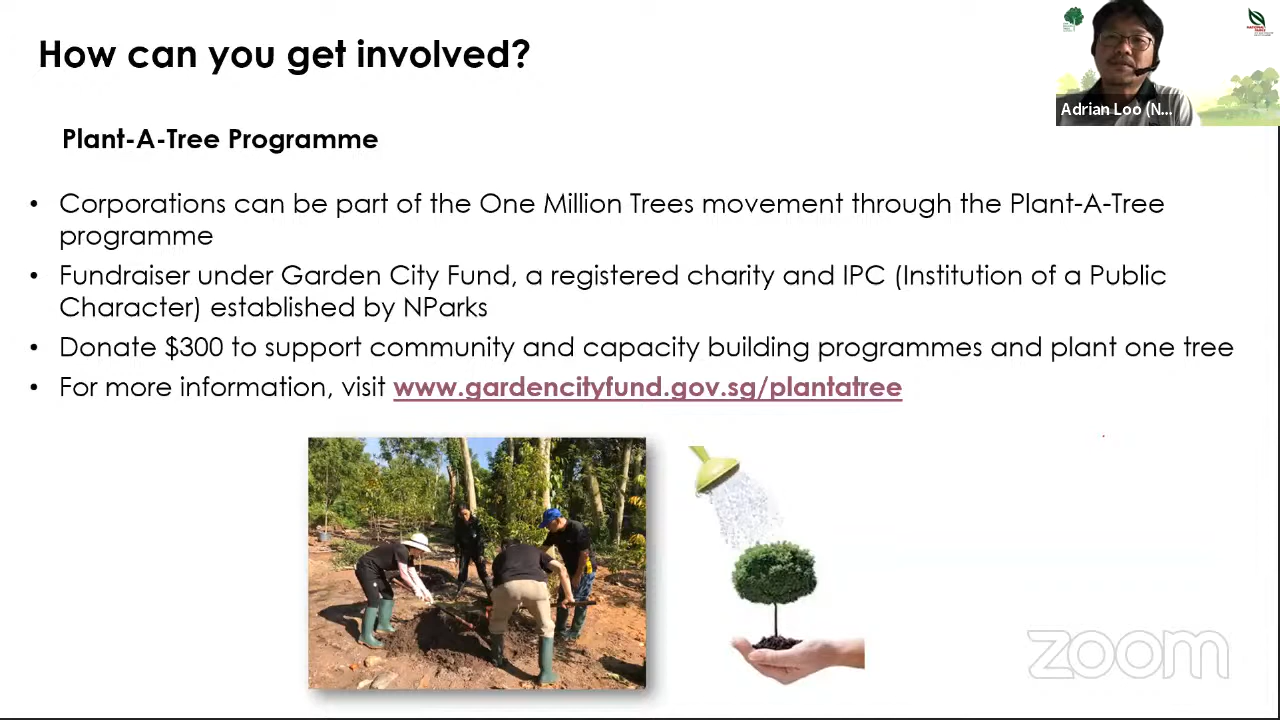 How can you get involved?
Adrian Loo (N...
Plant-A-Tree Programme
• Corporations can be part of the One Million Trees movement through the Plant-A-Tree
programme
• Fundraiser under Garden City Fund, a registered charity and IPC (Institution of a Public
Character) established by NParks
• Donate $300 to support community and capacity building programmes and plant one tree
• For more information, visit www.gardencityfund.gov.sg/plantatree
zoom